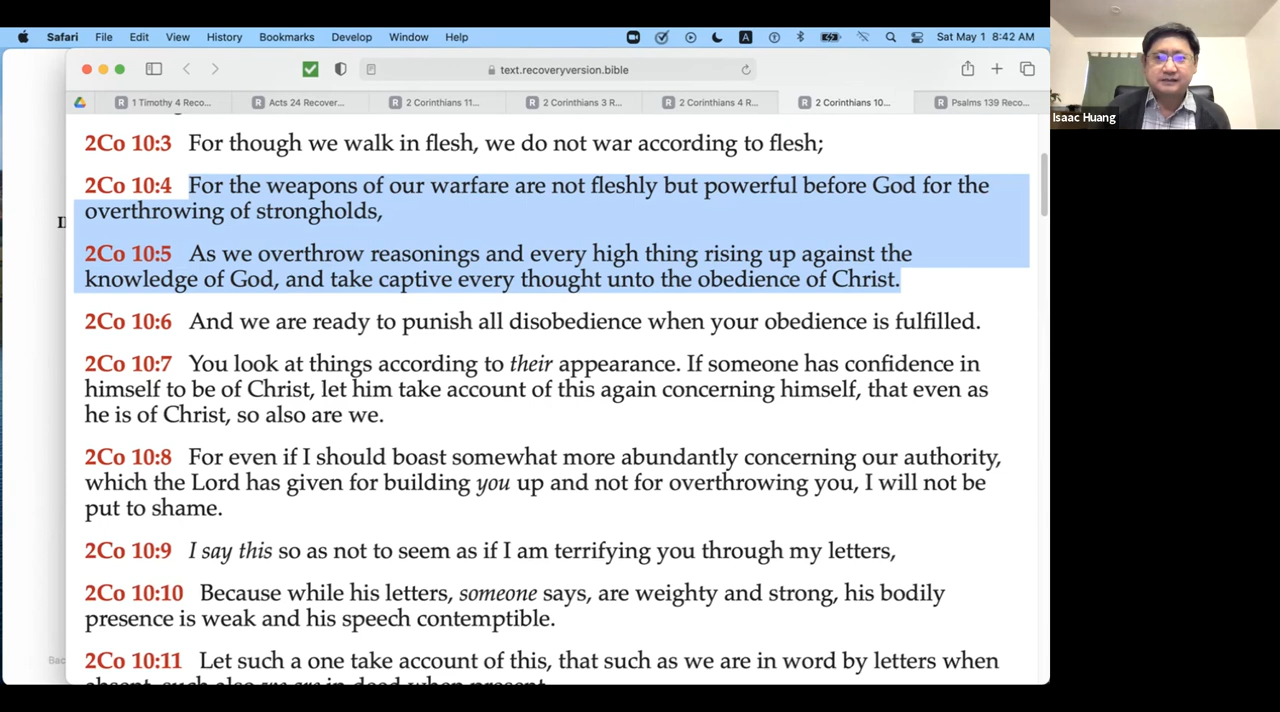 Safari File Edit View History Bookmarks Develop Window Help A Sat May 1 8:42 AM
text.recoveryversion.bible
R 1 Timothy 4 Reco... R Acts 24 Recover... R 2 Corinthians 11... R 2 Corinthians 3 R... R 2 Corinthians 4 R... R 2 Corinthians 10... R Psalms 139 Reco...
Isaac Huang
2Co 10:3 For though we walk in flesh, we do not war according to flesh;
2Co 10:4 For the weapons of our warfare are not fleshly but powerful before God for the
overthrowing of strongholds,
2Co 10:5 As we overthrow reasonings and every high thing rising up against the
knowledge of God, and take captive every thought unto the obedience of Christ.
2Co 10:6 And we are ready to punish all disobedience when your obedience is fulfilled.
2Co 10:7 You look at things according to their appearance. If someone has confidence in
himself to be of Christ, let him take account of this again concerning himself, that even as
he is of Christ, so also are we.
2Co 10:8 For even if I should boast somewhat more abundantly concerning our authority,
which the Lord has given for building you up and not for overthrowing you, I will not be
put to shame.
2Co 10:9 I say this so as not to seem as if I am terrifying you through my letters,
2Co 10:10 Because while his letters, someone says, are weighty and strong, his bodily
presence is weak and his speech contemptible.
2Co 10:11 Let such a one take account of this, that such as we are in word by letters when
absent, such also we are in deed when present.